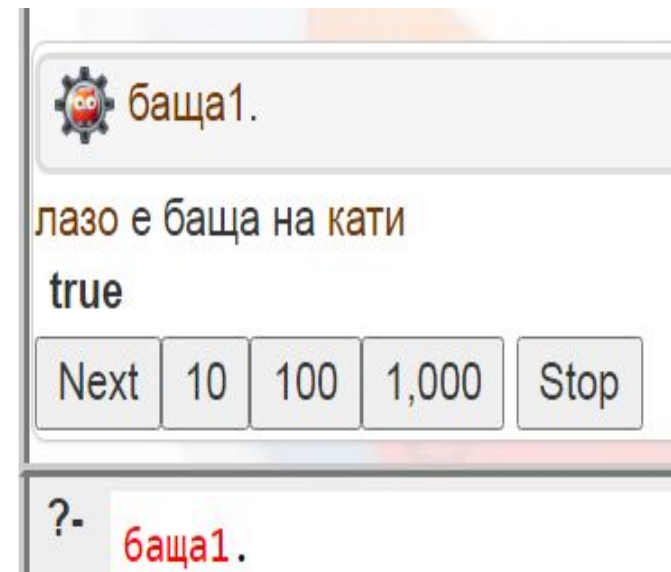 баща1.
лазо е баща на кати
true
Next 10 100 1,000 Stop
?- баща1.